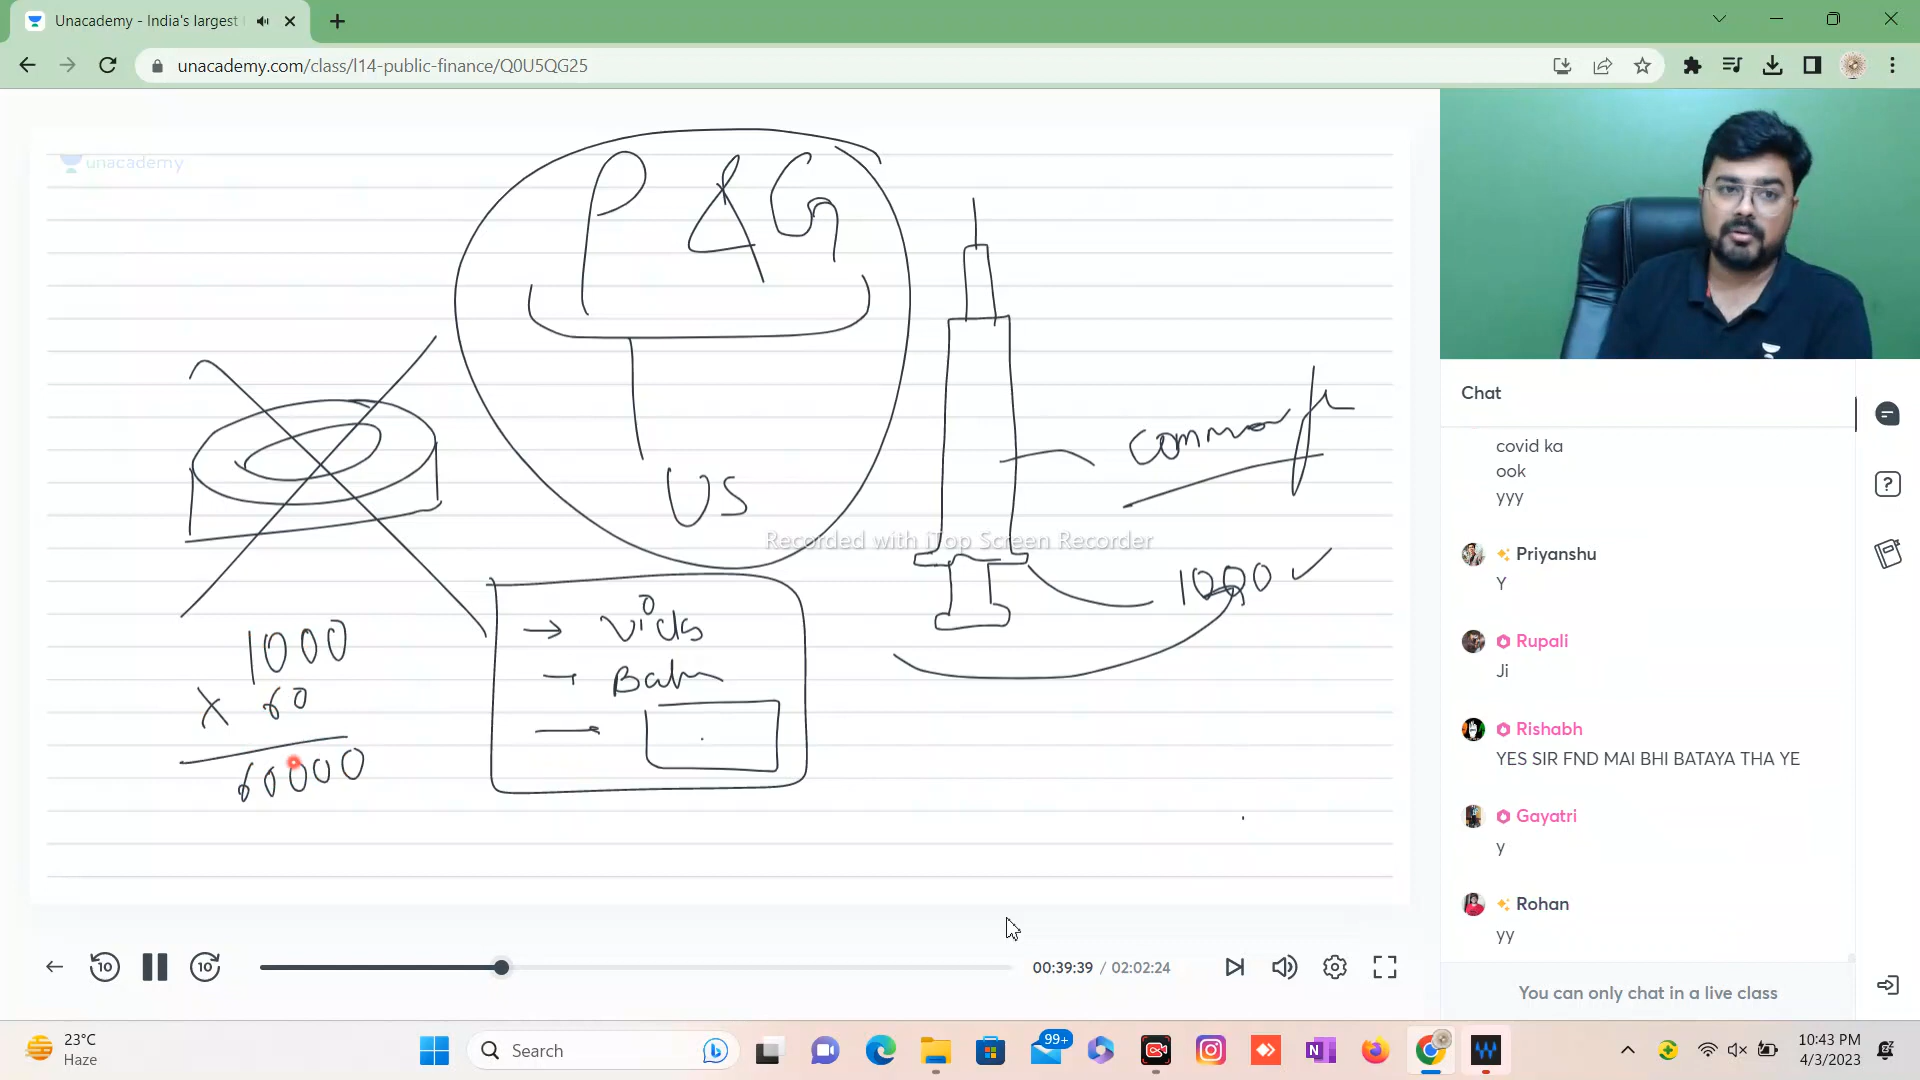 Unacademy - India's largest
unacademy.com/class/l14-public-finance/Q0U5QG25
unacademy
P & G
US
1000
x 60
60000
→ Vicks
Balm
1000 ✓
Recorded with iTop Screen Recorder
Chat
covid ka
ook
yyy
Priyanshu
Y
Rupali
Ji
Rishabh
YES SIR FND MAI BHI BATAYA THA YE
Gayatri
y
Rohan
yy
You can only chat in a live class
10
10
00:39:39 / 02:02:24
23°C
Haze
Search
99+
10:43 PM
4/3/2023